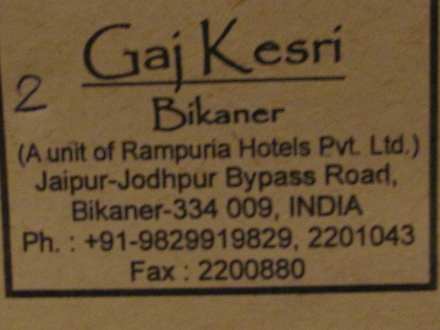 Gaj Kesri
2
Bikaner
(A unit of Rampuria Hotels Pvt. Ltd.)
Jaipur-Jodhpur Bypass Road,
Bikaner-334 009, INDIA
Ph. : +91-9829919829, 2201043
Fax : 2200880